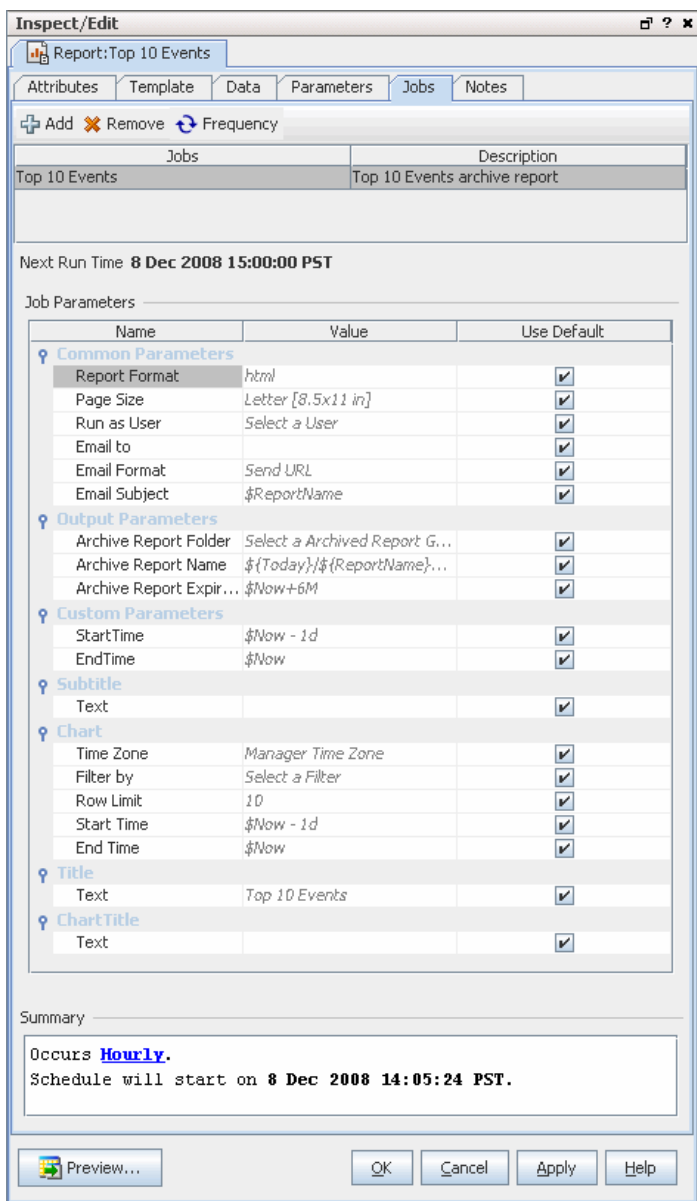 Inspect/Edit
Report:Top 10 Events
Attributes Template Data Parameters Jobs Notes
Add Remove Frequency
Jobs Description
Top 10 Events Top 10 Events archive report
Next Run Time 8 Dec 2008 15:00:00 PST
Job Parameters
Name Value Use Default
Common Parameters
Report Format html
Page Size Letter [8.5x11 in]
Run as User Select a User
Email to
Email Format Send URL
Email Subject $ReportName
Output Parameters
Archive Report Folder Select a Archived Report G...
Archive Report Name ${Today}/${ReportName}...
Archive Report Expir... $Now+6M
Custom Parameters
StartTime $Now - 1d
EndTime $Now
Subtitle
Text
Chart
Time Zone Manager Time Zone
Filter by Select a Filter
Row Limit 10
Start Time $Now - 1d
End Time $Now
Title
Text Top 10 Events
ChartTitle
Text
Summary
Occurs Hourly.
Schedule will start on 8 Dec 2008 14:05:24 PST.
Preview... OK Cancel Apply Help